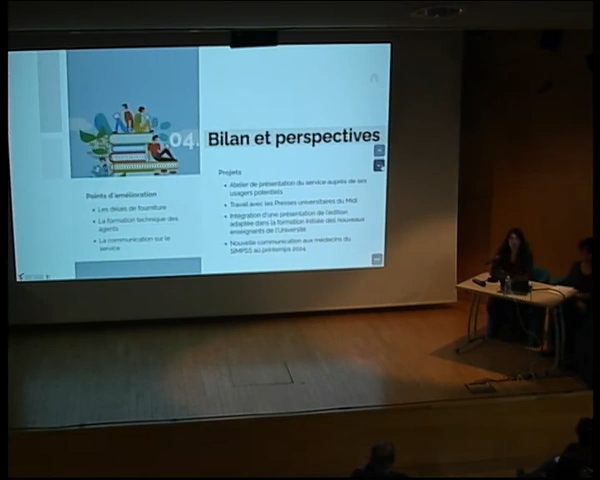 04. Bilan et perspectives
Points d'amélioration
Les délais de fourniture
La formation technique des
agents
La communication sur le
service
Projets
Atelier de présentation du service auprès de ses
usagers potentiels
Travail avec les Presses universitaires du Midi
Intégration d'une présentation de l'édition
adaptée dans la formation initiale des nouveaux
enseignants de l'Université
Nouvelle communication aux médecins du
SIMPSS au printemps 2024